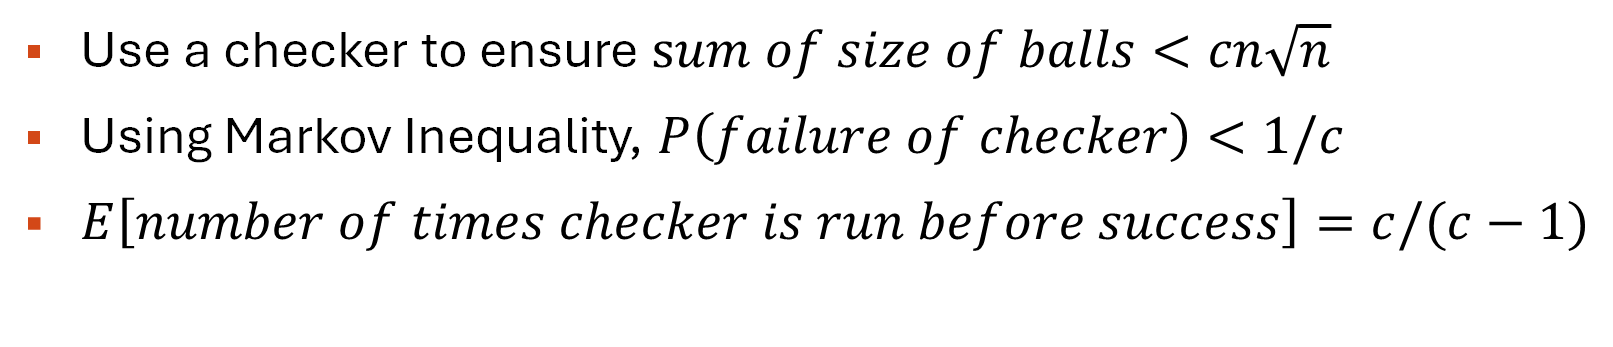 ▪ Use a checker to ensure sum of size of balls < cn√n
▪ Using Markov Inequality, P(failure of checker) < 1/c
▪ E[number of times checker is run before success] = c/(c − 1)